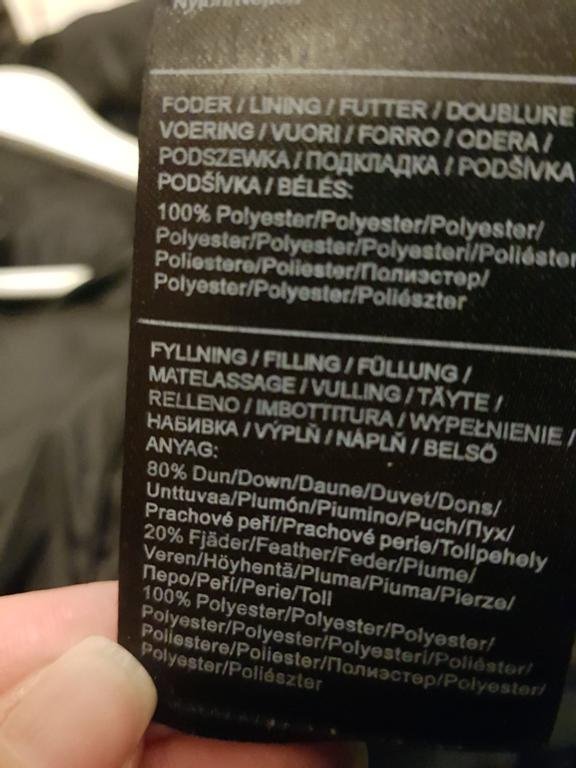 FODER / LINING / FUTTER / DOUBLURE
VOERING / VUORI / FORRO / ODERA /
PODSZEWKA / ПОДКЛАДКА / PODŠÍVKA
PODŠÍVKA / BÉLÉS:
100% Polyester/Polyester/Polyester/
Polyester/Polyester/Polyesteri/Poliéster
Poliestere/Poliester/Полиэстер/
Polyester/Polyester/Poliészter
FYLLNING / FILLING / FÜLLUNG /
MATELASSAGE / VULLING / TÄYTE /
RELLENO / IMBOTTITURA / WYPEŁNIENIE /
НАБИВКА / VÝPLŇ / NÁPLŇ / BELSŐ
ANYAG:
80% Dun/Down/Daune/Duvet/Dons/
Unttuvaa/Plumón/Piumino/Puch/Пух/
Prachové peří/Prachové perie/Tollpehely
20% Fjäder/Feather/Feder/Plume/
Veren/Höyhentä/Pluma/Piuma/Pierze/
Перо/Peří/Perie/Toll
100% Polyester/Polyester/Polyester/
Polyester/Polyester/Polyesteri/Poliéster/
Poliestere/Poliester/Полиэстер/Polyester/
Polyester/Poliészter